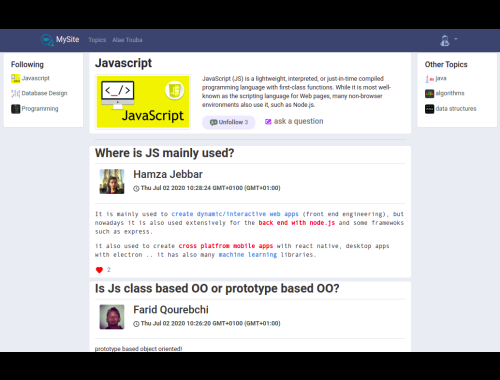 MySite Topics Alae Touba
Following
Javascript
Database Design
Programming
Javascript
</>
JS
JavaScript
JavaScript (JS) is a lightweight, interpreted, or just-in-time compiled
programming language with first-class functions. While it is most well-
known as the scripting language for Web pages, many non-browser
environments also use it, such as Node.js.
Unfollow 3 ask a question
Other Topics
java
algorithms
data structures
Where is JS mainly used?
Hamza Jebbar
Thu Jul 02 2020 10:28:24 GMT+0100 (GMT+01:00)
It is mainly used to create dynamic/interactive web apps (front end engineering), but
nowadays it is also used extensively for the back end with node.js and some framewoks
such as express.
it also used to create cross platfrom mobile apps with react native, desktop apps
with electron .. it has also many machine learning libraries.
2
Is Js class based OO or prototype based OO?
Farid Qourebchi
Thu Jul 02 2020 10:26:20 GMT+0100 (GMT+01:00)
prototype based object oriented!